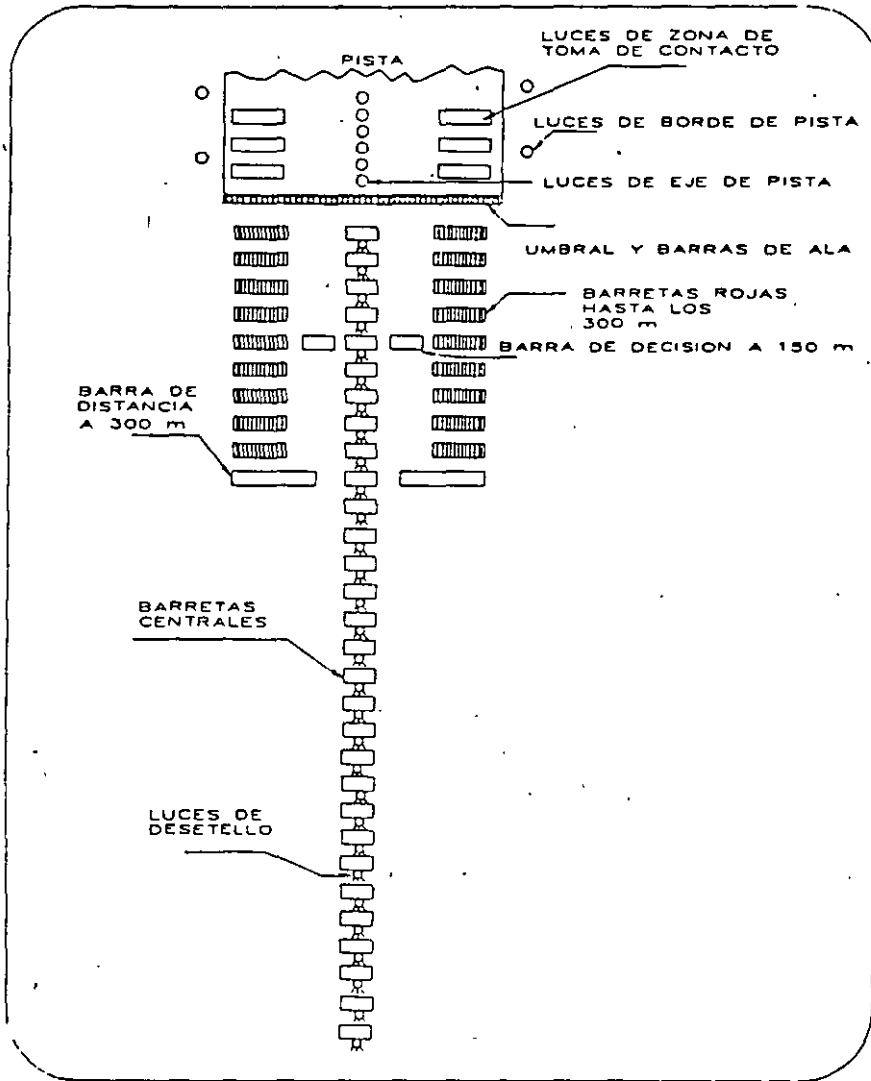 LUCES DE ZONA DE
TOMA DE CONTACTO
PISTA
LUCES DE BORDE DE PISTA
LUCES DE EJE DE PISTA
UMBRAL Y BARRAS DE ALA
BARRETAS ROJAS
HASTA LOS
300 m
BARRA DE DECISION A 150 m
BARRA DE
DISTANCIA
A 300 m
BARRETAS
CENTRALES
LUCES DE
DESETELLO